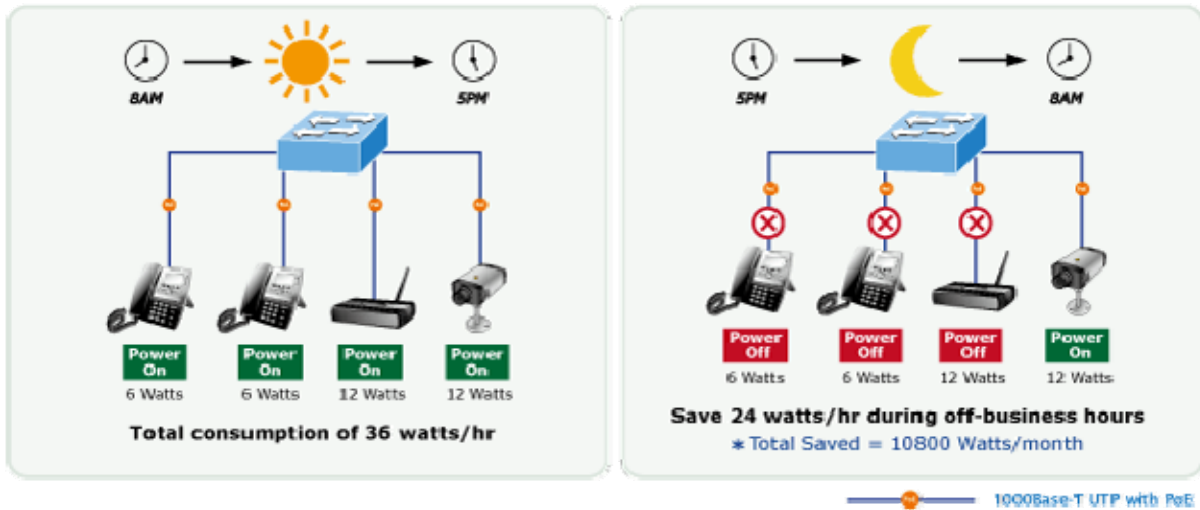 8AM
5PM
Power On
6 Watts
Power On
6 Watts
Power On
12 Watts
Power On
12 Watts
Total consumption of 36 watts/hr
5PM
8AM
Power Off
6 Watts
Power Off
6 Watts
Power Off
12 Watts
Power On
12 Watts
Save 24 watts/hr during off-business hours
* Total Saved = 10800 Watts/month
1000Base-T UTP with PoE